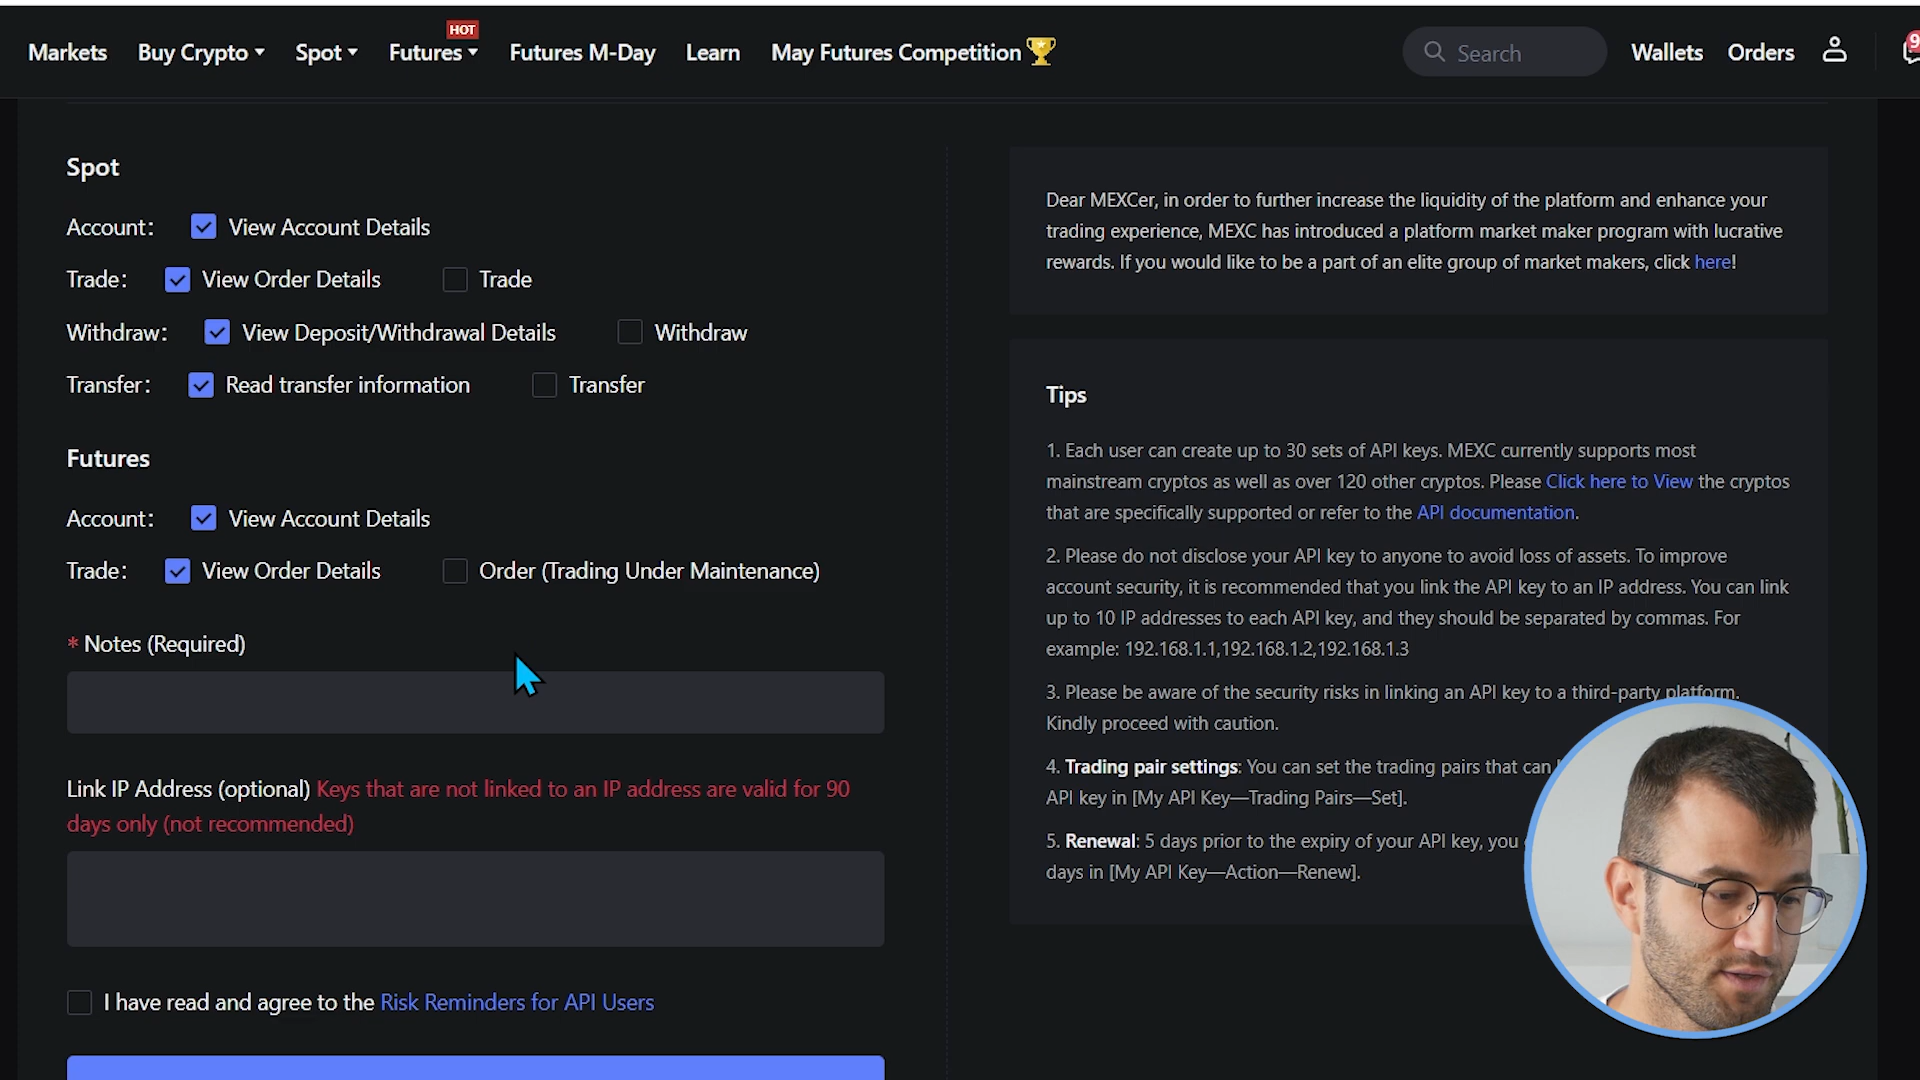 HOT
Markets Buy Crypto Spot Futures Futures M-Day Learn May Futures Competition Search Wallets Orders
9
Spot
Account: View Account Details
Trade: View Order Details Trade
Withdraw: View Deposit/Withdrawal Details Withdraw
Transfer: Read transfer information Transfer
Futures
Account: View Account Details
Trade: View Order Details Order (Trading Under Maintenance)
* Notes (Required)
Link IP Address (optional) Keys that are not linked to an IP address are valid for 90
days only (not recommended)
I have read and agree to the Risk Reminders for API Users
Dear MEXCer, in order to further increase the liquidity of the platform and enhance your
trading experience, MEXC has introduced a platform market maker program with lucrative
rewards. If you would like to be a part of an elite group of market makers, click here!
Tips
1. Each user can create up to 30 sets of API keys. MEXC currently supports most
mainstream cryptos as well as over 120 other cryptos. Please Click here to View the cryptos
that are specifically supported or refer to the API documentation.
2. Please do not disclose your API key to anyone to avoid loss of assets. To improve
account security, it is recommended that you link the API key to an IP address. You can link
up to 10 IP addresses to each API key, and they should be separated by commas. For
example: 192.168.1.1,192.168.1.2,192.168.1.3
3. Please be aware of the security risks in linking an API key to a third-party platform.
Kindly proceed with caution.
4. Trading pair settings: You can set the trading pairs that can
API key in [My API Key—Trading Pairs—Set].
5. Renewal: 5 days prior to the expiry of your API key, you
days in [My API Key—Action—Renew].